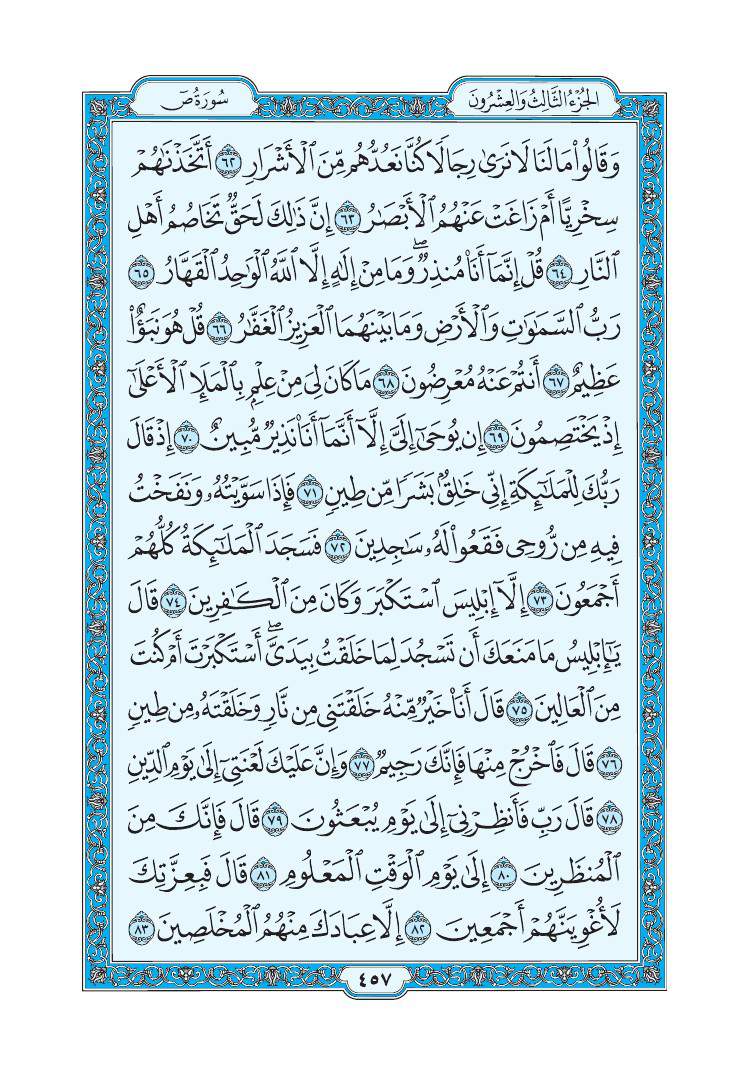 الجُزْءُ الثَّالِثُ وَالعِشْرُونَ
سُورَةُ صٓ
وَقَالُوا۟ مَا لَنَا لَا نَرَىٰ رِجَالًا كُنَّا نَعُدُّهُم مِّنَ ٱلْأَشْرَارِ ٦٢ أَتَّخَذْنَٰهُمْ
سِخْرِيًّا أَمْ زَاغَتْ عَنْهُمُ ٱلْأَبْصَٰرُ ٦٣ إِنَّ ذَٰلِكَ لَحَقٌّ تَخَاصُمُ أَهْلِ
ٱلنَّارِ ٦٤ قُلْ إِنَّمَآ أَنَا۠ مُنذِرٌ ۖ وَمَا مِنْ إِلَٰهٍ إِلَّا ٱللَّهُ ٱلْوَٰحِدُ ٱلْقَهَّارُ ٦٥
رَبُّ ٱلسَّمَٰوَٰتِ وَٱلْأَرْضِ وَمَا بَيْنَهُمَا ٱلْعَزِيزُ ٱلْغَفَّٰرُ ٦٦ قُلْ هُوَ نَبَؤٌا۟
عَظِيمٌ ٦٧ أَنتُمْ عَنْهُ مُعْرِضُونَ ٦٨ مَا كَانَ لِىَ مِنْ عِلْمٍۭ بِٱلْمَلَإِ ٱلْأَعْلَىٰٓ
إِذْ يَخْتَصِمُونَ ٦٩ إِن يُوحَىٰٓ إِلَىَّ إِلَّآ أَنَّمَآ أَنَا۠ نَذِيرٌ مُّبِينٌ ٧٠ إِذْ قَالَ
رَبُّكَ لِلْمَلَٰٓئِكَةِ إِنِّى خَٰلِقٌۢ بَشَرًا مِّن طِينٍ ٧١ فَإِذَا سَوَّيْتُهُۥ وَنَفَخْتُ
فِيهِ مِن رُّوحِى فَقَعُوا۟ لَهُۥ سَٰجِدِينَ ٧٢ فَسَجَدَ ٱلْمَلَٰٓئِكَةُ كُلُّهُمْ
أَجْمَعُونَ ٧٣ إِلَّآ إِبْلِيسَ ٱسْتَكْبَرَ وَكَانَ مِنَ ٱلْكَٰفِرِينَ ٧٤ قَالَ
يَٰٓإِبْلِيسُ مَا مَنَعَكَ أَن تَسْجُدَ لِمَا خَلَقْتُ بِيَدَىَّ ۖ أَسْتَكْبَرْتَ أَمْ كُنتَ
مِنَ ٱلْعَالِينَ ٧٥ قَالَ أَنَا۠ خَيْرٌ مِّنْهُ خَلَقْتَنِى مِن نَّارٍ وَخَلَقْتَهُۥ مِن طِينٍ
٧٦ قَالَ فَٱخْرُجْ مِنْهَا فَإِنَّكَ رَجِيمٌ ٧٧ وَإِنَّ عَلَيْكَ لَعْنَتِىٓ إِلَىٰ يَوْمِ ٱلدِّينِ
٧٨ قَالَ رَبِّ فَأَنظِرْنِىٓ إِلَىٰ يَوْمِ يُبْعَثُونَ ٧٩ قَالَ فَإِنَّكَ مِنَ
ٱلْمُنظَرِينَ ٨٠ إِلَىٰ يَوْمِ ٱلْوَقْتِ ٱلْمَعْلُومِ ٨١ قَالَ فَبِعِزَّتِكَ
لَأُغْوِيَنَّهُمْ أَجْمَعِينَ ٨٢ إِلَّا عِبَادَكَ مِنْهُمُ ٱلْمُخْلَصِينَ ٨٣
٤٥٧